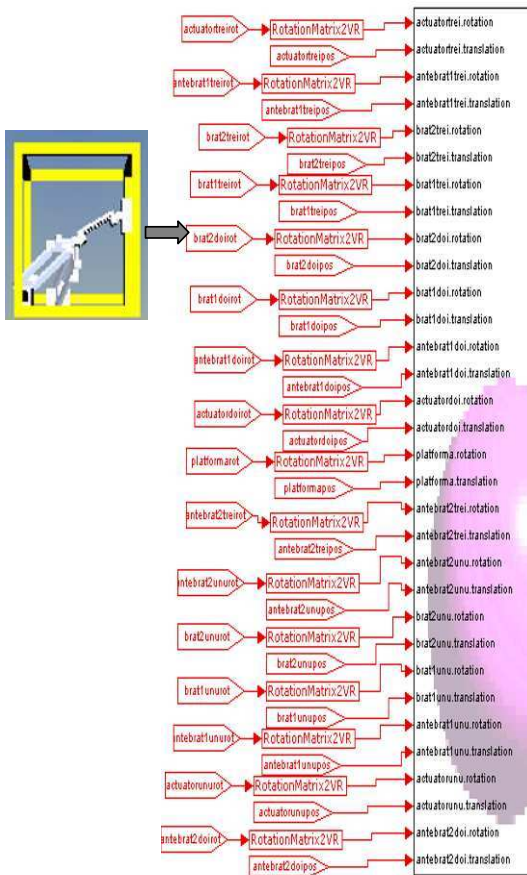 actuatortreirot RotationMatrix2VR actuatortrei.rotation
actuatortreipos actuatortrei.translation
antebrat1treirot RotationMatrix2VR antebrat1trei.rotation
antebrat1treipos antebrat1trei.translation
brat2treirot RotationMatrix2VR brat2trei.rotation
brat2treipos brat2trei.translation
brat1treirot RotationMatrix2VR brat1trei.rotation
brat1treipos brat1trei.translation
brat2doirot RotationMatrix2VR brat2doi.rotation
brat2doipos brat2doi.translation
brat1doirot RotationMatrix2VR brat1doi.rotation
brat1doipos brat1doi.translation
antebrat1doirot RotationMatrix2VR antebrat1doi.rotation
antebrat1doipos antebrat1doi.translation
actuatordoirot RotationMatrix2VR actuatordoi.rotation
actuatordoipos actuatordoi.translation
platformarot RotationMatrix2VR platforma.rotation
platformapos platforma.translation
antebrat2treirot RotationMatrix2VR antebrat2trei.rotation
antebrat2treipos antebrat2trei.translation
antebrat2unurot RotationMatrix2VR antebrat2unu.rotation
antebrat2unupos antebrat2unu.translation
brat2unurot RotationMatrix2VR brat2unu.rotation
brat2unupos brat2unu.translation
brat1unurot RotationMatrix2VR brat1unu.rotation
brat1unupos brat1unu.translation
antebrat1unurot RotationMatrix2VR antebrat1unu.rotation
antebrat1unupos antebrat1unu.translation
actuatorunurot RotationMatrix2VR actuatorunu.rotation
actuatorunupos actuatorunu.translation
antebrat2doirot RotationMatrix2VR antebrat2doi.rotation
antebrat2doipos antebrat2doi.translation